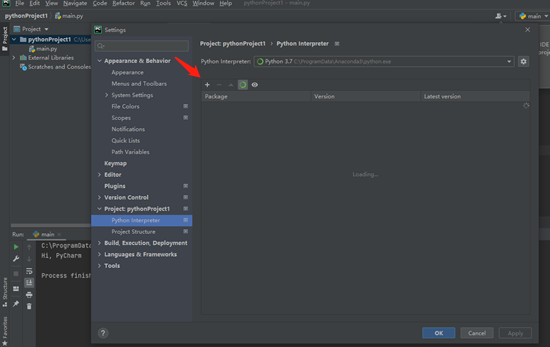 File Edit View Navigate Code Refactor Run Tools VCS Window Help pythonProject1 - main.py
pythonProject1 main.py
main
Project
Project
pythonProject1
main.py
External Libraries
Scratches and Consoles
main.py
Settings
Appearance & Behavior
Appearance
Menus and Toolbars
System Settings
File Colors
Scopes
Notifications
Quick Lists
Path Variables
Keymap
Editor
Plugins
Version Control
Project: pythonProject1
Python Interpreter
Project Structure
Build, Execution, Deployment
Languages & Frameworks
Tools
Project: pythonProject1 › Python Interpreter
Python Interpreter: Python 3.7 C:\ProgramData\Anaconda3\python.exe
Package Version Latest version
Loading...
OK Cancel Apply
Run: main
C:\ProgramData
Hi, PyCharm
Process finish
Structure
Favorites